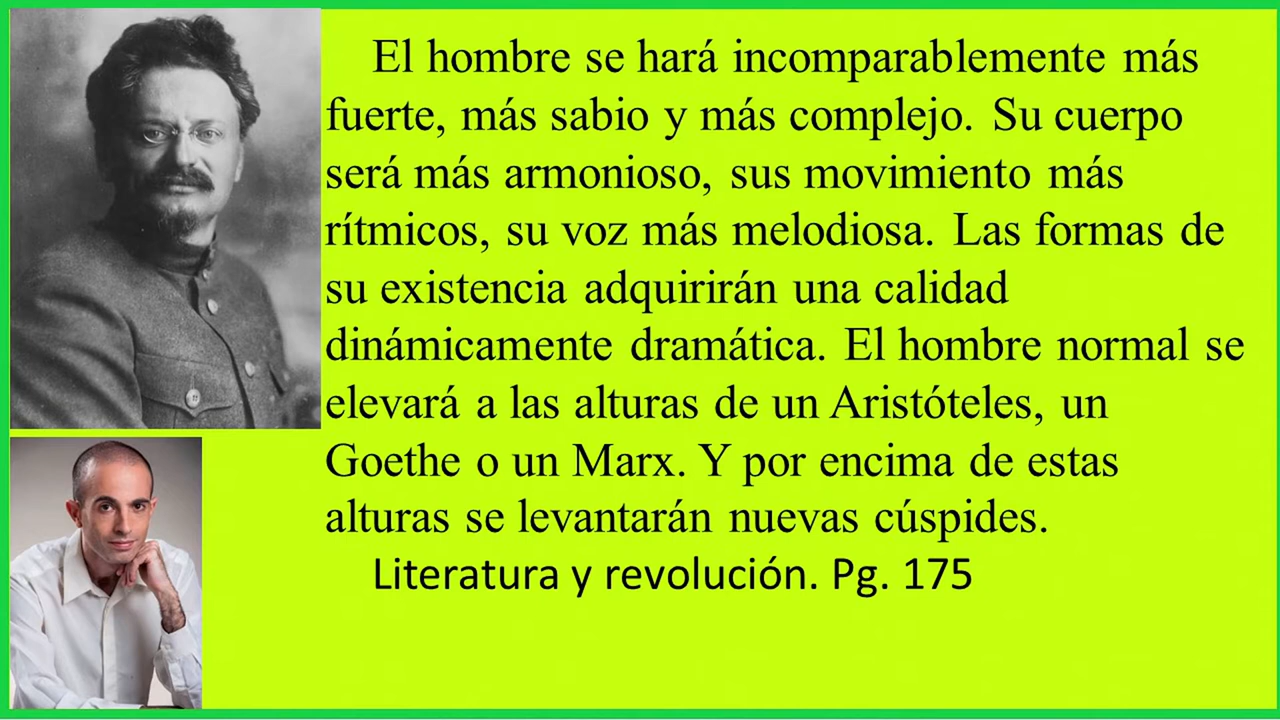 El hombre se hará incomparablemente más
fuerte, más sabio y más complejo. Su cuerpo
será más armonioso, sus movimiento más
rítmicos, su voz más melodiosa. Las formas de
su existencia adquirirán una calidad
dinámicamente dramática. El hombre normal se
elevará a las alturas de un Aristóteles, un
Goethe o un Marx. Y por encima de estas
alturas se levantarán nuevas cúspides.
Literatura y revolución. Pg. 175